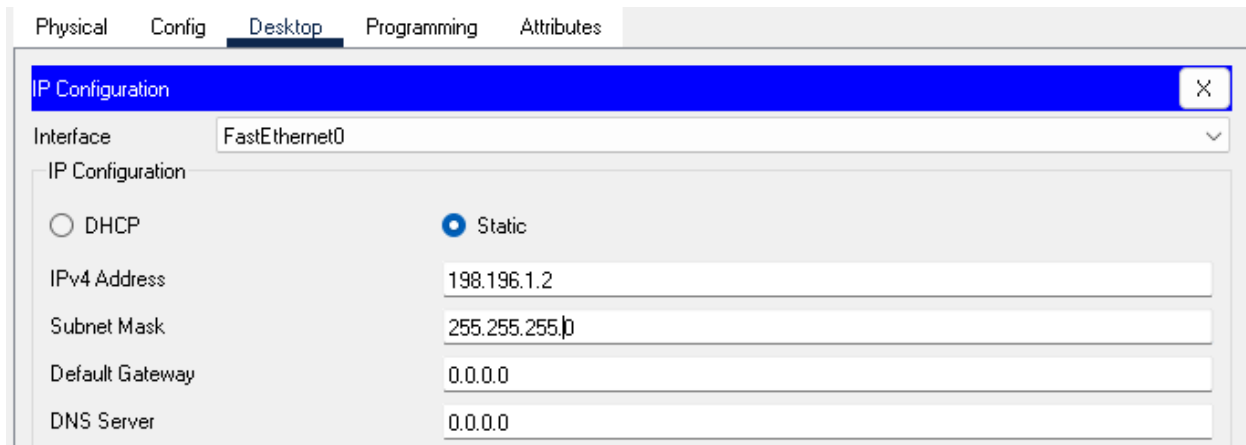 Physical Config Desktop Programming Attributes
IP Configuration X
Interface FastEthernet0
IP Configuration
DHCP Static
IPv4 Address 198.196.1.2
Subnet Mask 255.255.255.0
Default Gateway 0.0.0.0
DNS Server 0.0.0.0